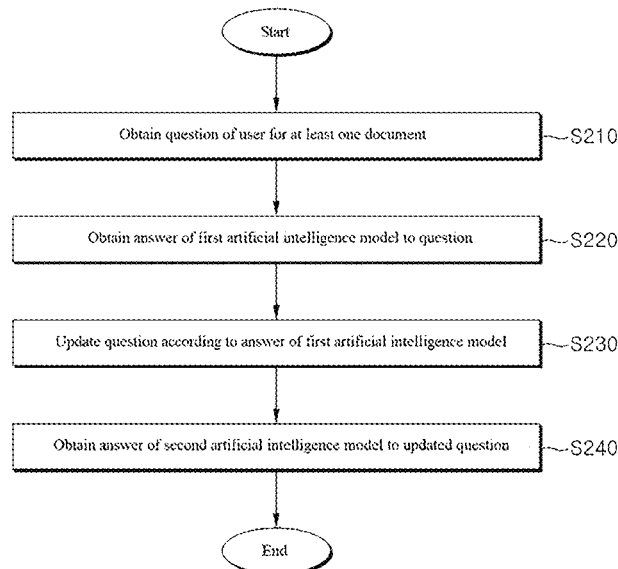 Start
Obtain question of user for at least one document S210
Obtain answer of first artificial intelligence model to question S220
Update question according to answer of first artificial intelligence model S230
Obtain answer of second artificial intelligence model to updated question S240
End